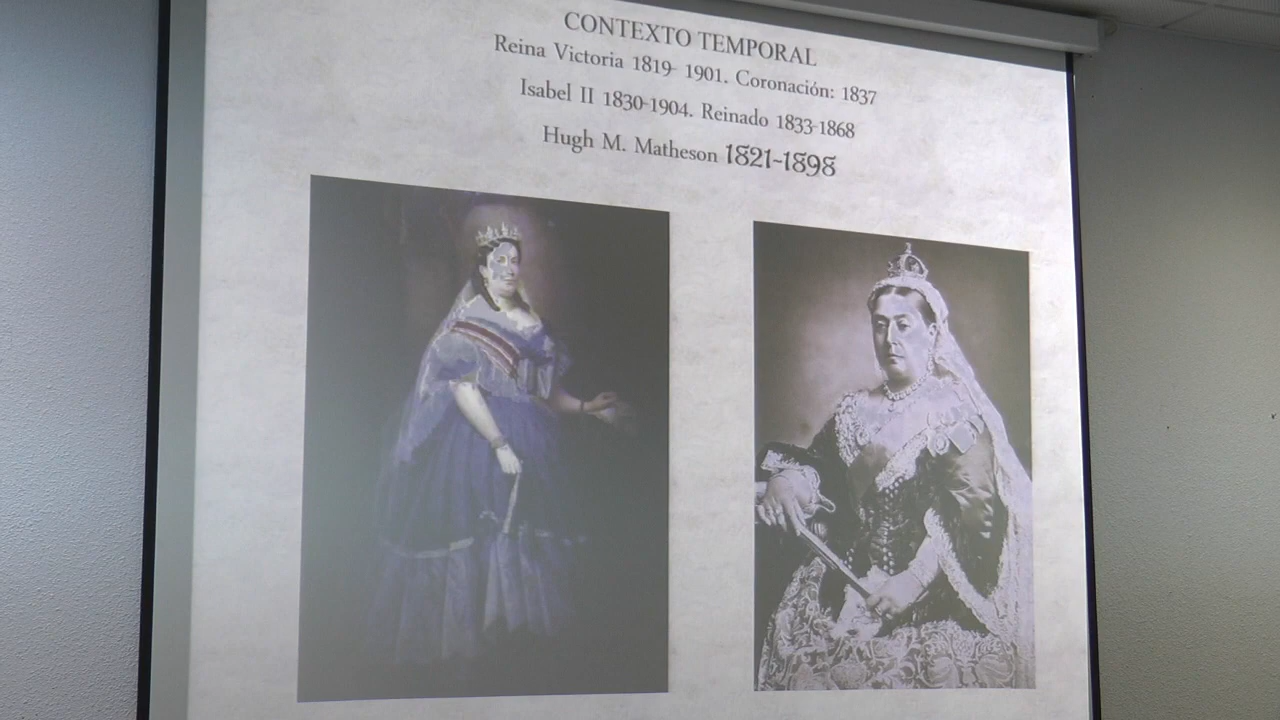 CONTEXTO TEMPORAL
Reina Victoria 1819- 1901. Coronación: 1837
Isabel II 1830-1904. Reinado 1833-1868
Hugh M. Matheson 1821-1898